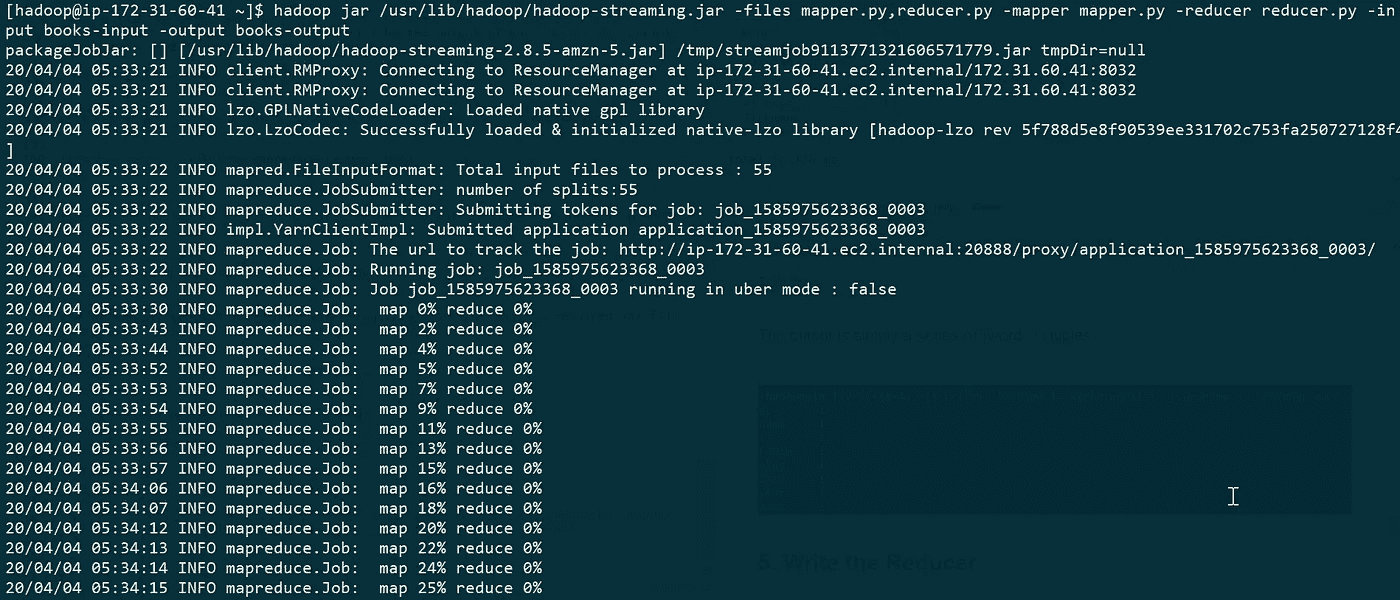 [hadoop@ip-172-31-60-41 ~]$ hadoop jar /usr/lib/hadoop/hadoop-streaming.jar -files mapper.py,reducer.py -mapper mapper.py -reducer reducer.py -in
put books-input -output books-output
packageJobJar: [] [/usr/lib/hadoop/hadoop-streaming-2.8.5-amzn-5.jar] /tmp/streamjob9113771321606571779.jar tmpDir=null
20/04/04 05:33:21 INFO client.RMProxy: Connecting to ResourceManager at ip-172-31-60-41.ec2.internal/172.31.60.41:8032
20/04/04 05:33:21 INFO client.RMProxy: Connecting to ResourceManager at ip-172-31-60-41.ec2.internal/172.31.60.41:8032
20/04/04 05:33:21 INFO lzo.GPLNativeCodeLoader: Loaded native gpl library
20/04/04 05:33:21 INFO lzo.LzoCodec: Successfully loaded & initialized native-lzo library [hadoop-lzo rev 5f788d5e8f90539ee331702c753fa250727128f4
]
20/04/04 05:33:22 INFO mapred.FileInputFormat: Total input files to process : 55
20/04/04 05:33:22 INFO mapreduce.JobSubmitter: number of splits:55
20/04/04 05:33:22 INFO mapreduce.JobSubmitter: Submitting tokens for job: job_1585975623368_0003
20/04/04 05:33:22 INFO impl.YarnClientImpl: Submitted application application_1585975623368_0003
20/04/04 05:33:22 INFO mapreduce.Job: The url to track the job: http://ip-172-31-60-41.ec2.internal:20888/proxy/application_1585975623368_0003/
20/04/04 05:33:22 INFO mapreduce.Job: Running job: job_1585975623368_0003
20/04/04 05:33:30 INFO mapreduce.Job: Job job_1585975623368_0003 running in uber mode : false
20/04/04 05:33:30 INFO mapreduce.Job:  map 0% reduce 0%
20/04/04 05:33:43 INFO mapreduce.Job:  map 2% reduce 0%
20/04/04 05:33:44 INFO mapreduce.Job:  map 4% reduce 0%
20/04/04 05:33:52 INFO mapreduce.Job:  map 5% reduce 0%
20/04/04 05:33:53 INFO mapreduce.Job:  map 7% reduce 0%
20/04/04 05:33:54 INFO mapreduce.Job:  map 9% reduce 0%
20/04/04 05:33:55 INFO mapreduce.Job:  map 11% reduce 0%
20/04/04 05:33:56 INFO mapreduce.Job:  map 13% reduce 0%
20/04/04 05:33:57 INFO mapreduce.Job:  map 15% reduce 0%
20/04/04 05:34:06 INFO mapreduce.Job:  map 16% reduce 0%
20/04/04 05:34:07 INFO mapreduce.Job:  map 18% reduce 0%
20/04/04 05:34:12 INFO mapreduce.Job:  map 20% reduce 0%
20/04/04 05:34:13 INFO mapreduce.Job:  map 22% reduce 0%
20/04/04 05:34:14 INFO mapreduce.Job:  map 24% reduce 0%
5. Write the Reducer
20/04/04 05:34:15 INFO mapreduce.Job:  map 25% reduce 0%